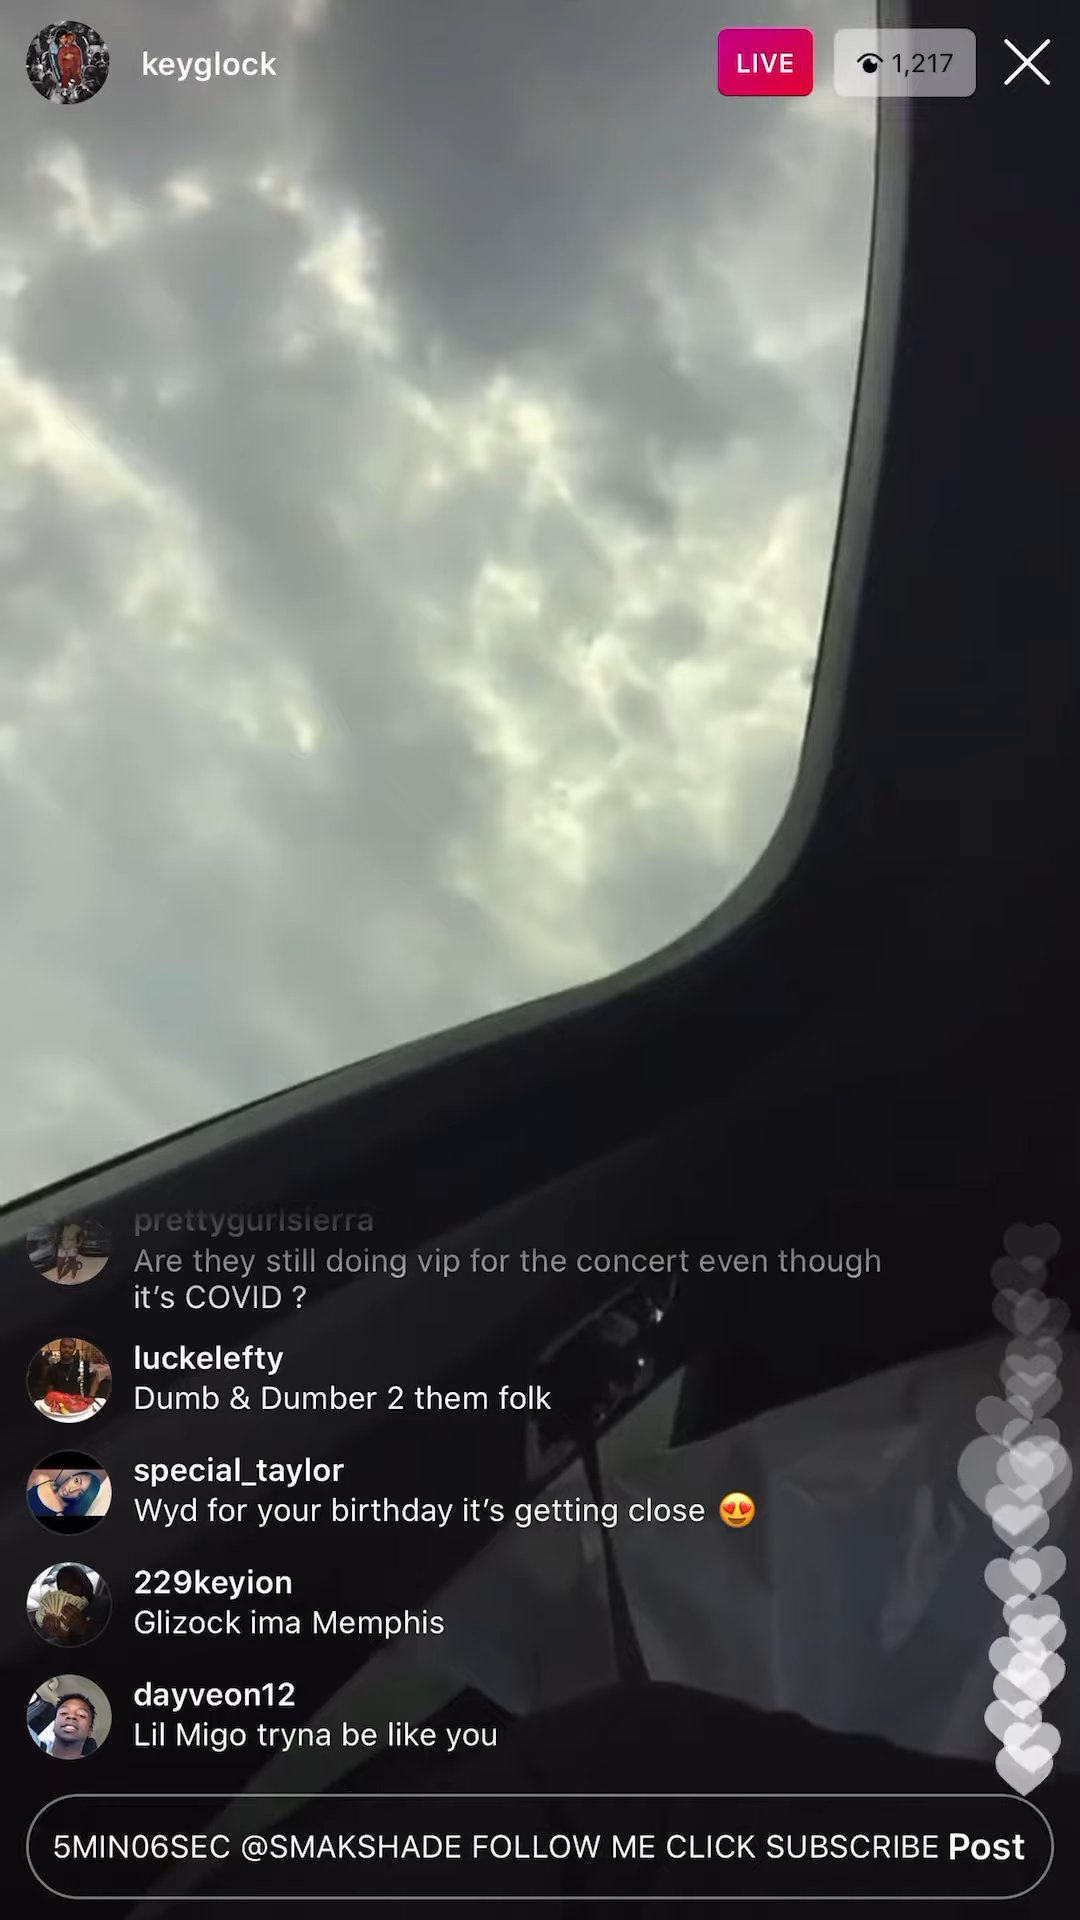 keyglock
LIVE
1,217
prettygurlsierra
Are they still doing vip for the concert even though
it's COVID ?
luckelefty
Dumb & Dumber 2 them folk
special_taylor
Wyd for your birthday it's getting close 😍
229keyion
Glizock ima Memphis
dayveon12
Lil Migo tryna be like you
5MIN06SEC @SMAKSHADE FOLLOW ME CLICK SUBSCRIBE Post